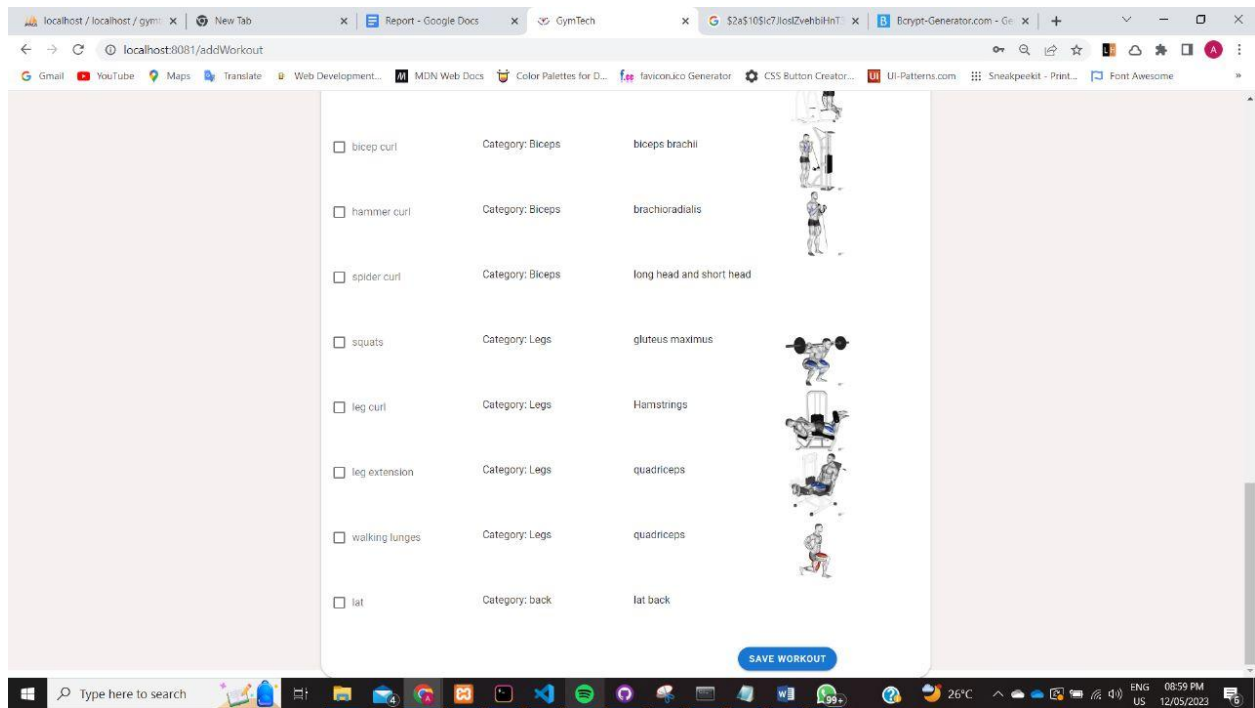 localhost / localhost / gym
New Tab
Report - Google Docs
GymTech
Bcrypt-Generator.com - Ge
localhost:8081/addWorkout
Gmail YouTube Maps Translate Web Development... MDN Web Docs Color Palettes for D... favicon.ico Generator CSS Button Creator... UI-Patterns.com Sneakpeekit - Print... Font Awesome »
bicep curl Category: Biceps biceps brachii
hammer curl Category: Biceps brachioradialis
spider curl Category: Biceps long head and short head
squats Category: Legs gluteus maximus
leg curl Category: Legs Hamstrings
leg extension Category: Legs quadriceps
walking lunges Category: Legs quadriceps
lat Category: back lat back
SAVE WORKOUT
Type here to search
99+
26°C
ENG
US
08:59 PM
12/05/2023